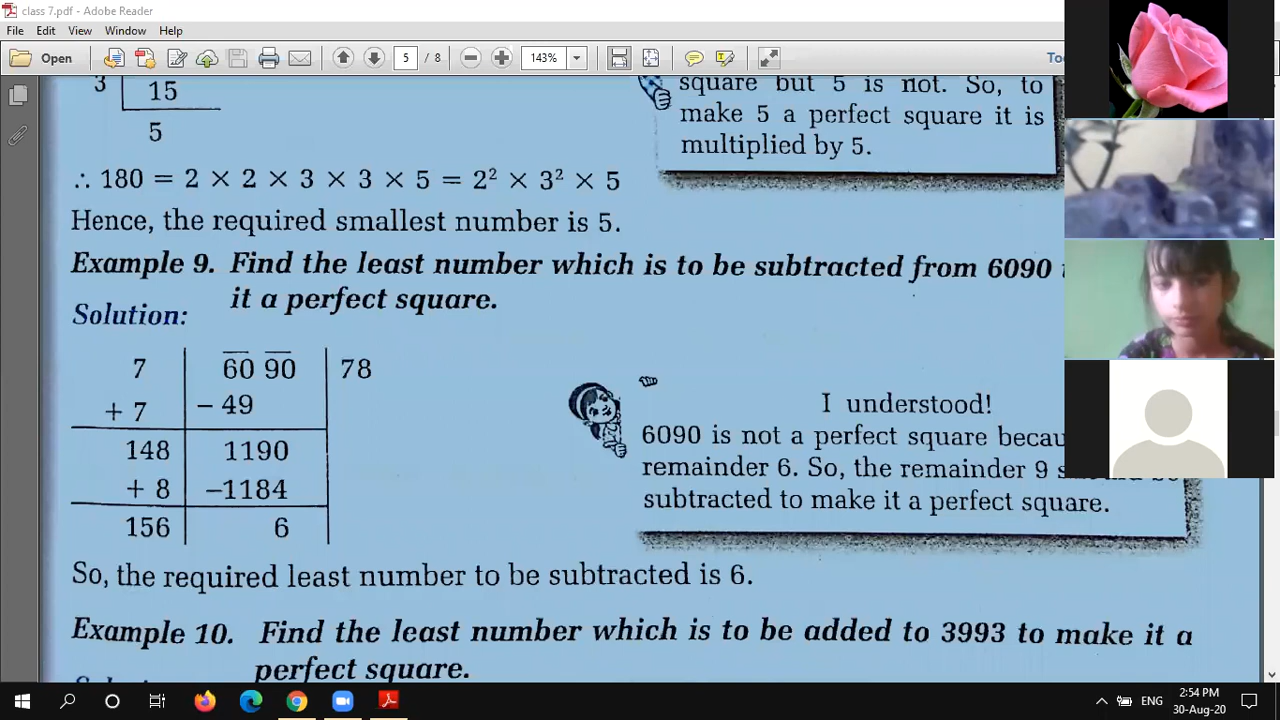 class 7.pdf - Adobe Reader
File Edit View Window Help
Open 5 / 8 143%
3 15
5
square but 5 is not. So, to
make 5 a perfect square it is
multiplied by 5.
∴ 180 = 2 × 2 × 3 × 3 × 5 = 2² × 3² × 5
Hence, the required smallest number is 5.
Example 9. Find the least number which is to be subtracted from 6090
it a perfect square.
Solution:
7 60 90 78
+ 7 − 49
148 1190
+ 8 −1184
156 6
I understood!
6090 is not a perfect square
remainder 6. So, the remainder 9
subtracted to make it a perfect square.
So, the required least number to be subtracted is 6.
Example 10. Find the least number which is to be added to 3993 to make it a
perfect square.
ENG
2:54 PM
30-Aug-20